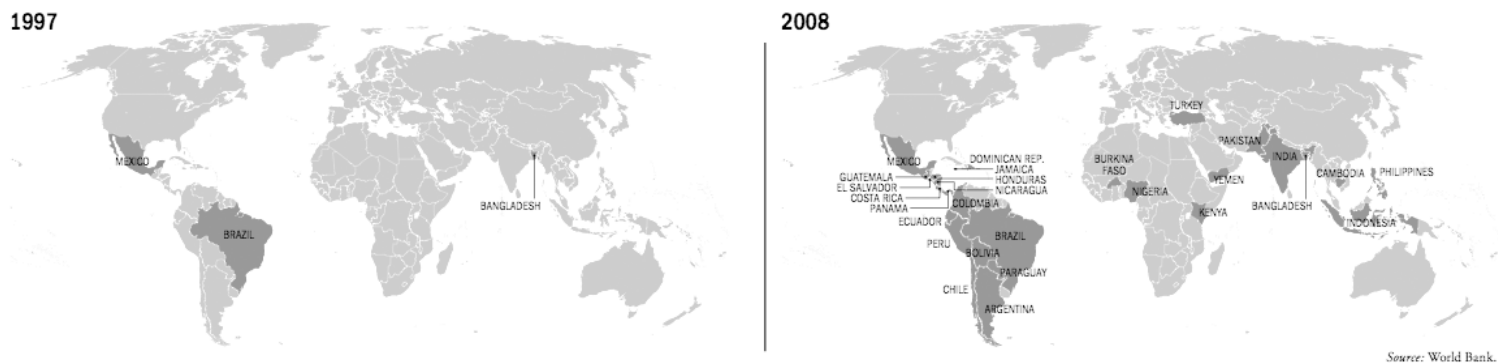 1997
MEXICO
BANGLADESH
BRAZIL
2008
TURKEY
PAKISTAN
MEXICO
DOMINICAN REP.
INDIA
BURKINA
FASO
JAMAICA
CAMBODIA
PHILIPPINES
GUATEMALA
HONDURAS
YEMEN
EL SALVADOR
NICARAGUA
NIGERIA
COSTA RICA
COLOMBIA
BANGLADESH
PANAMA
KENYA
ECUADOR
INDONESIA
BRAZIL
PERU
BOLIVIA
PARAGUAY
CHILE
ARGENTINA
Source: World Bank.